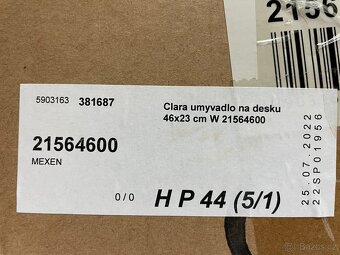 2156
5903163 381687
Clara umyvadlo na desku
46x23 cm W 21564600
21564600
MEXEN
0/0
H P 44 (5/1)
25.07.2022
22SP01956